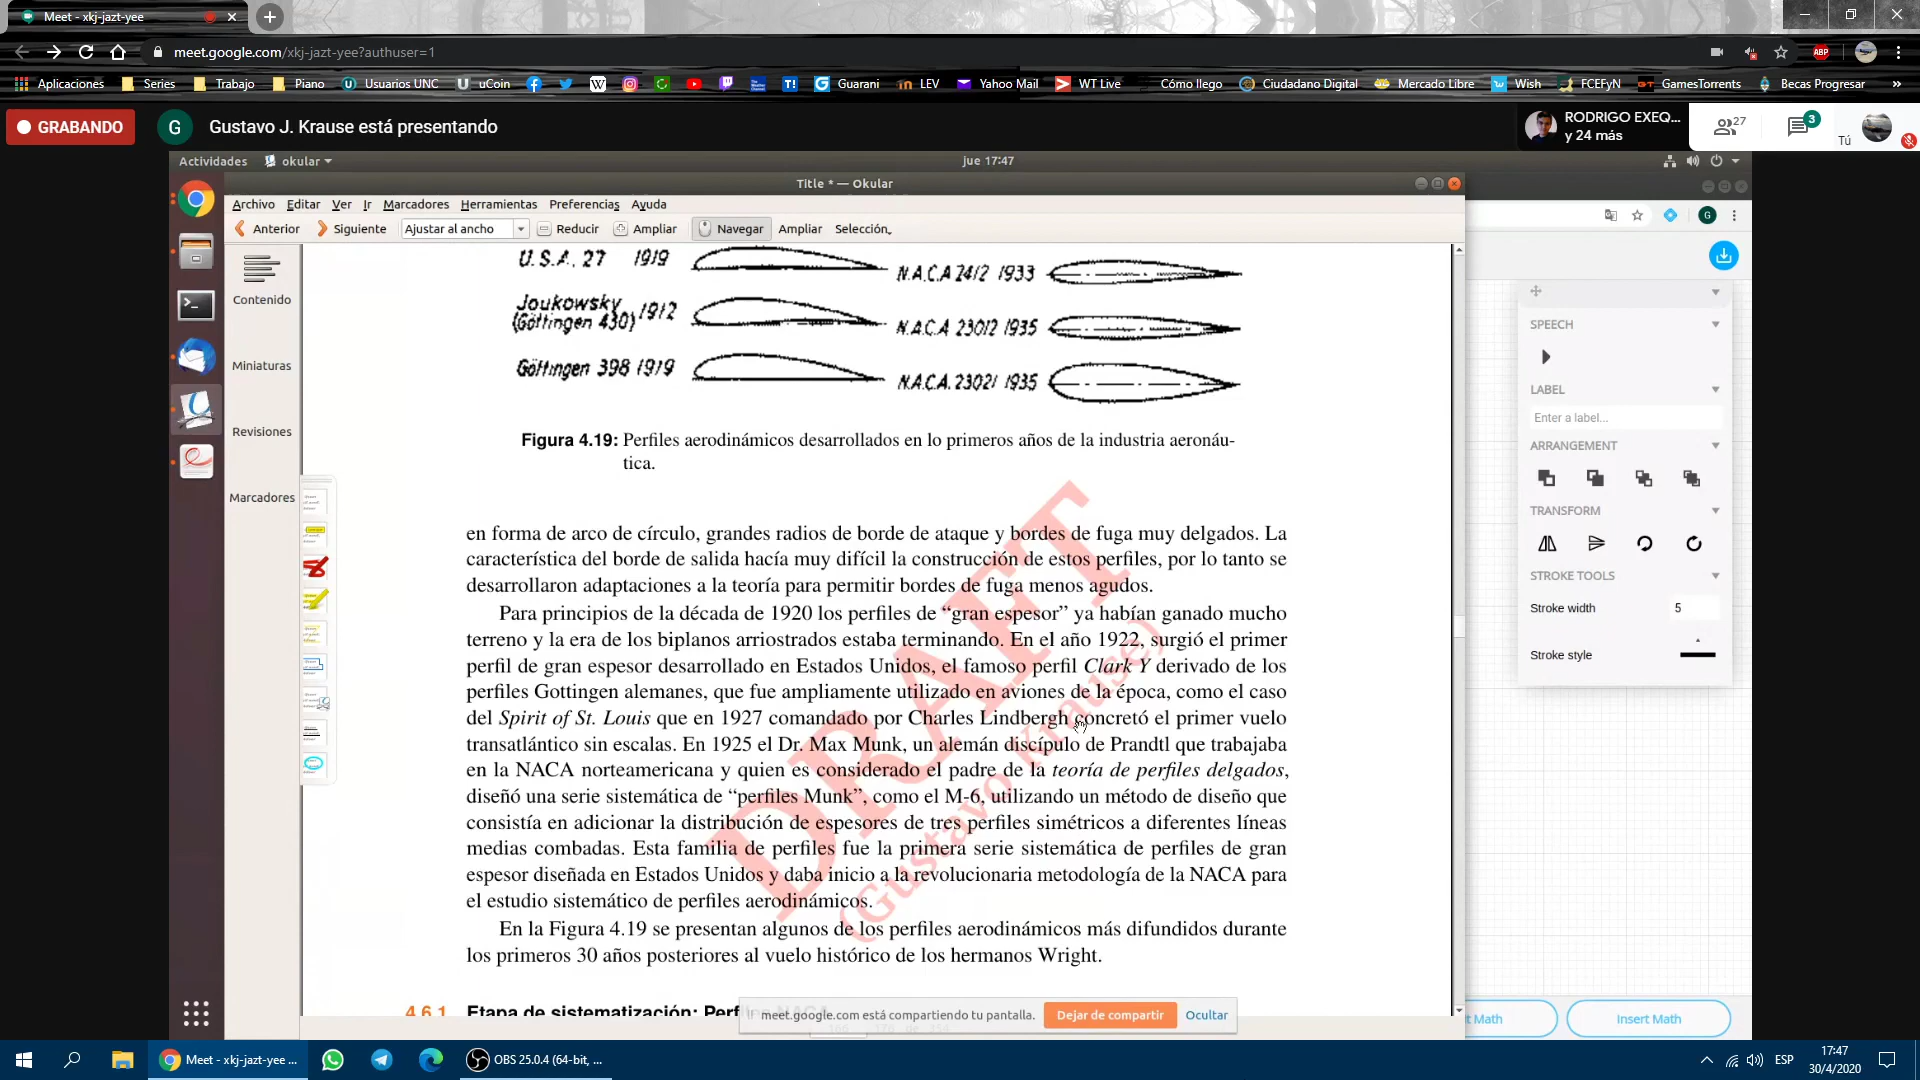 Meet - xkj-jazt-yee
meet.google.com/xkj-jazt-yee?authuser=1
ABP
Aplicaciones Series Trabajo Piano Usuarios UNC uCoin Guarani LEV Yahoo Mail WT Live Cómo llego Ciudadano Digital Mercado Libre Wish FCEFyN GamesTorrents Becas Progresar »
GRABANDO
G
Gustavo J. Krause está presentando
RODRIGO EXEQ...
y 24 más
27
3
Tú
Actividades
okular
jue 17:47
Title * — Okular
Archivo Editar Ver Ir Marcadores Herramientas Preferencias Ayuda
Anterior Siguiente Ajustar al ancho Reducir Ampliar Navegar Ampliar Selección
Contenido
Miniaturas
Revisiones
Marcadores
U.S.A. 27 1919
N.A.C.A 2412 1933
Joukowsky
(Göttingen 430) 1912
N.A.C.A 23012 1935
Göttingen 398 1919
N.A.C.A. 23021 1935
Figura 4.19: Perfiles aerodinámicos desarrollados en lo primeros años de la industria aeronáu-
tica.
en forma de arco de círculo, grandes radios de borde de ataque y bordes de fuga muy delgados. La
característica del borde de salida hacía muy difícil la construcción de estos perfiles, por lo tanto se
desarrollaron adaptaciones a la teoría para permitir bordes de fuga menos agudos.
Para principios de la década de 1920 los perfiles de “gran espesor” ya habían ganado mucho
terreno y la era de los biplanos arriostrados estaba terminando. En el año 1922, surgió el primer
perfil de gran espesor desarrollado en Estados Unidos, el famoso perfil Clark Y derivado de los
perfiles Gottingen alemanes, que fue ampliamente utilizado en aviones de la época, como el caso
del Spirit of St. Louis que en 1927 comandado por Charles Lindbergh concretó el primer vuelo
transatlántico sin escalas. En 1925 el Dr. Max Munk, un alemán discípulo de Prandtl que trabajaba
en la NACA norteamericana y quien es considerado el padre de la teoría de perfiles delgados,
diseñó una serie sistemática de “perfiles Munk”, como el M-6, utilizando un método de diseño que
consistía en adicionar la distribución de espesores de tres perfiles simétricos a diferentes líneas
medias combadas. Esta familia de perfiles fue la primera serie sistemática de perfiles de gran
espesor diseñada en Estados Unidos y daba inicio a la revolucionaria metodología de la NACA para
el estudio sistemático de perfiles aerodinámicos.
En la Figura 4.19 se presentan algunos de los perfiles aerodinámicos más difundidos durante
los primeros 30 años posteriores al vuelo histórico de los hermanos Wright.
4.6.1 Etapa de sistematización: Perfiles NACA
DRAFT
(Gustavo Krause)
meet.google.com está compartiendo tu pantalla.
Dejar de compartir
Ocultar
G
SPEECH
LABEL
Enter a label...
ARRANGEMENT
TRANSFORM
STROKE TOOLS
Stroke width 5
Stroke style
t Math
Insert Math
Meet - xkj-jazt-yee ...
OBS 25.0.4 (64-bit, ...
ESP
17:47
30/4/2020